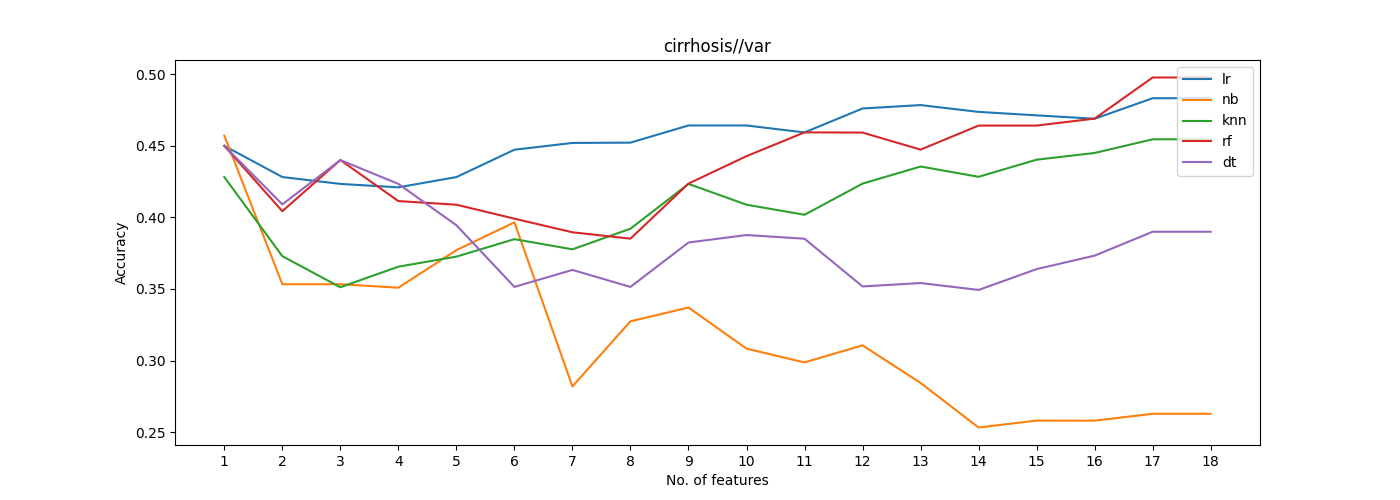 cirrhosis//var
Accuracy
0.50
0.45
0.40
0.35
0.30
0.25
lr
nb
knn
rf
dt
1 2 3 4 5 6 7 8 9 10 11 12 13 14 15 16 17 18
No. of features